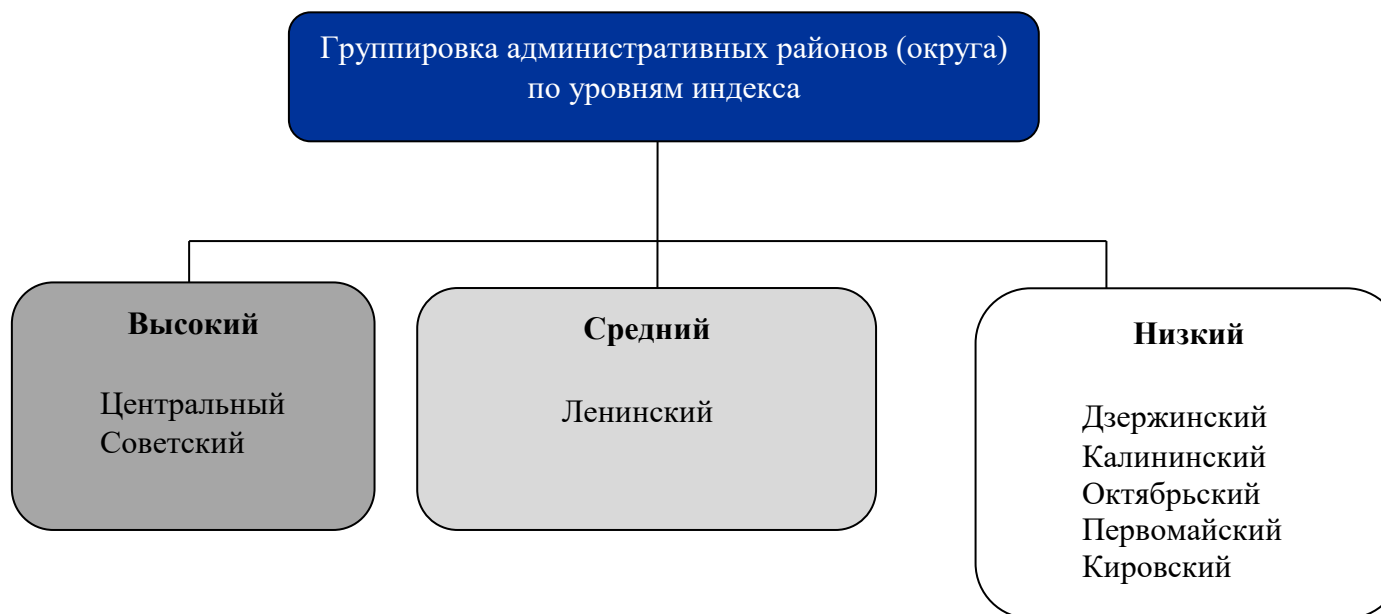 Группировка административных районов (округа)
по уровням индекса
Высокий
Центральный
Советский
Средний
Ленинский
Низкий
Дзержинский
Калининский
Октябрьский
Первомайский
Кировский